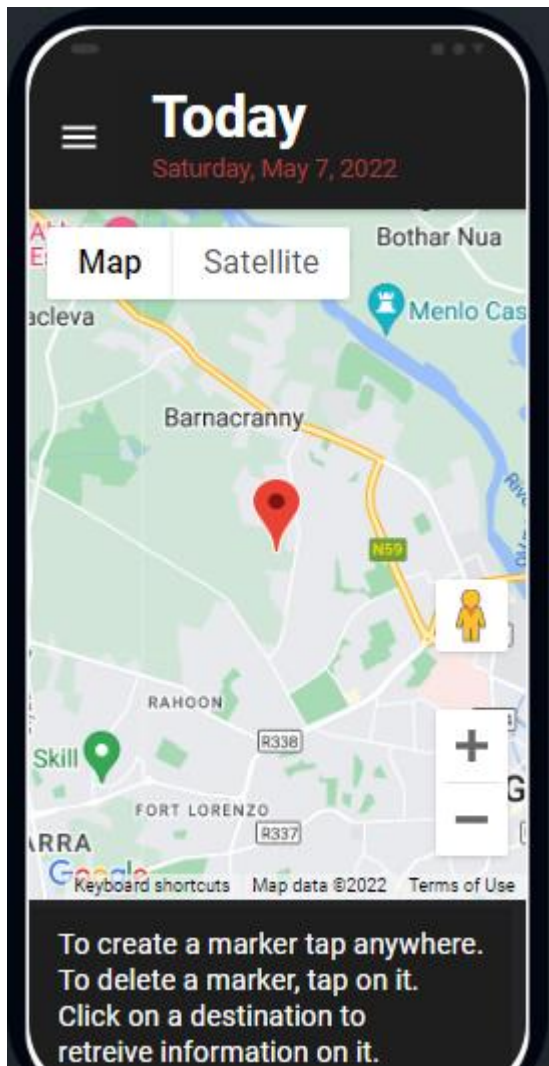 Today
Saturday, May 7, 2022
Map
Satellite
Bothar Nua
acleva
Menlo Cas
Barnacranny
N59
RAHOON
R338
Skill
FORT LORENZO
G
R337
ARRA
Google
Keyboard shortcuts
Map data ©2022
Terms of Use
To create a marker tap anywhere.
To delete a marker, tap on it.
Click on a destination to
retreive information on it.